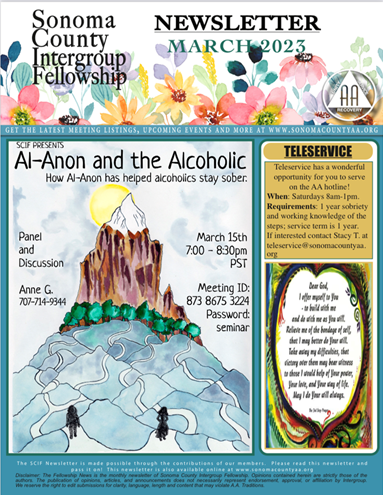 Sonoma
County
Intergroup
Fellowship
NEWSLETTER
MARCH 2023
AA
RECOVERY
GET THE LATEST MEETING LISTINGS, UPCOMING EVENTS AND MORE AT WWW.SONOMACOUNTYAA.ORG
SCIF PRESENTS
Al-Anon and the Alcoholic
How Al-Anon has helped alcoholics stay sober.
Panel
and
Discussion
Anne G.
707-714-9344
March 15th
7:00 - 8:30pm
PST
Meeting ID:
873 8675 3224
Password:
seminar
TELESERVICE
Teleservice has a wonderful
opportunity for you to serve
on the AA hotline!
When: Saturdays 8am-1pm.
Requirements: 1 year sobriety
and working knowledge of the
steps; service term is 1 year.
If interested contact Stacy T. at
teleservice@sonomacountyaa.
org
Dear God,
I offer myself to You
- to build with me
and do with me as You will.
Relieve me of the bondage of self,
that I may better do Your will.
Take away my difficulties, that
victory over them may bear witness
to those I would help of Your power,
Your love, and Your way of life.
May I do Your will always.
The 3rd Step Prayer
The SCIF Newsletter is made possible through the contributions of our members. Please read this newsletter and
pass it on! This newsletter is also available online at www.sonomacountyaa.org
Disclaimer: The Fellowship News is the monthly newsletter of Sonoma County Intergroup Fellowship. Opinions contained herein are strictly those of the
authors. The publication of opinions, articles, and announcements does not necessarily represent endorsement, approval, or affiliation by Intergroup.
We reserve the right to edit submissions for clarity, language, length and content that may violate A.A. Traditions.